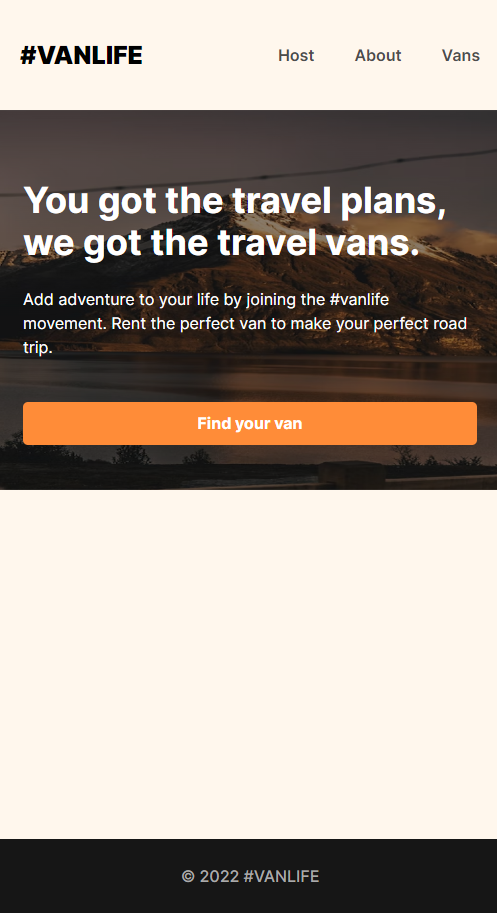 #VANLIFE
Host About Vans
You got the travel plans,
we got the travel vans.
Add adventure to your life by joining the #vanlife
movement. Rent the perfect van to make your perfect road
trip.
Find your van
© 2022 #VANLIFE